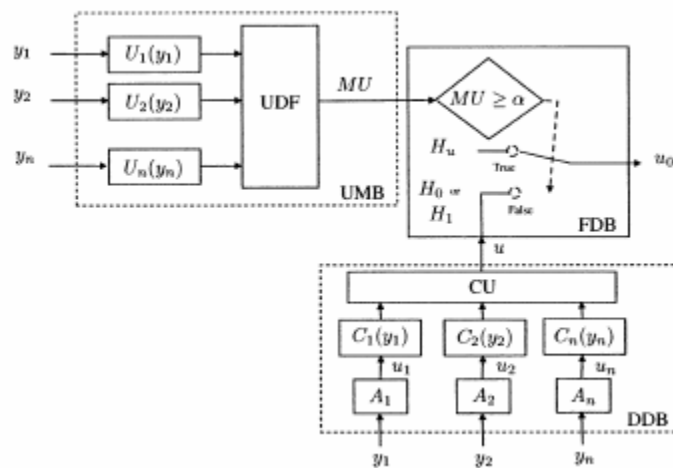 y₁ U₁(y₁)
y₂ U₂(y₂) UDF MU MU ≥ α
yₙ Uₙ(yₙ)
UMB
Hᵤ True u₀
H₀ or False
H₁
FDB
u
CU
C₁(y₁) C₂(y₂) Cₙ(yₙ)
u₁ u₂ uₙ
A₁ A₂ Aₙ
DDB
y₁ y₂ yₙ